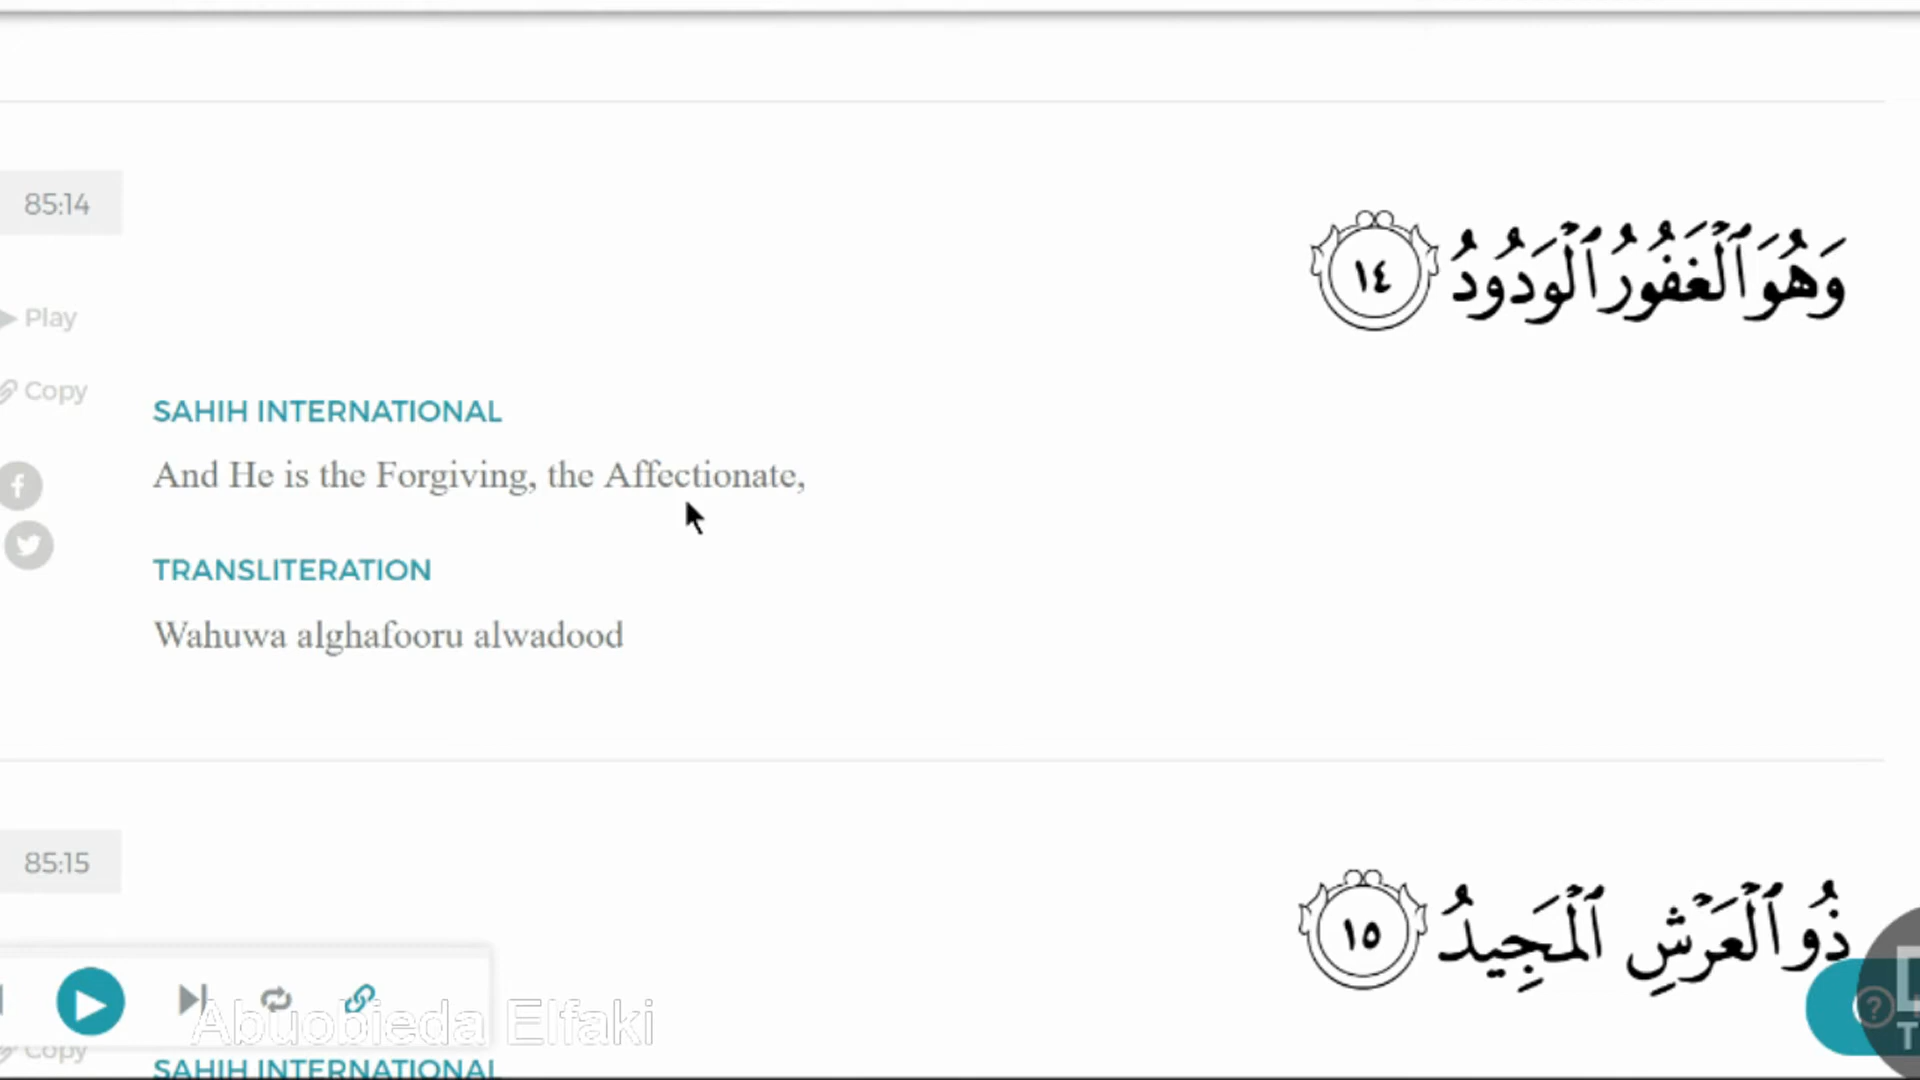 85:14
وَهُوَ ٱلْغَفُورُ ٱلْوَدُودُ ١٤
Play
Copy
SAHIH INTERNATIONAL
And He is the Forgiving, the Affectionate,
TRANSLITERATION
Wahuwa alghafooru alwadood
85:15
ذُو ٱلْعَرْشِ ٱلْمَجِيدُ ١٥
Abuobieda Elfaki
Copy
SAHIH INTERNATIONAL